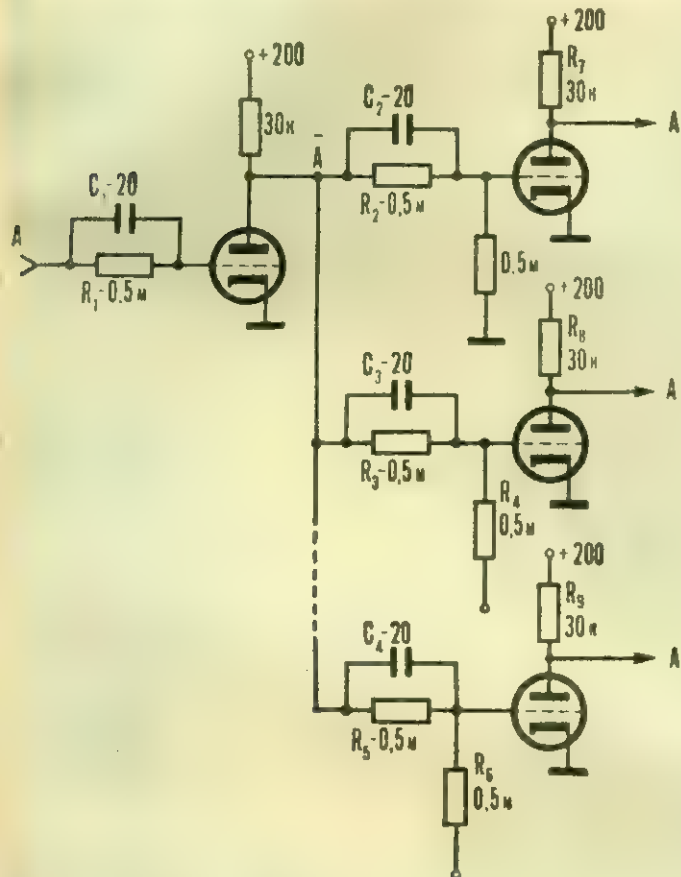 +200
+200
R₇
30к
A
30к
C₂-20
Ā
R₂-0,5м
C₁-20
A
R₁-0,5м
0,5м
+200
R₈
30к
A
C₃-20
R₃-0,5м
R₄
0,5м
+200
R₉
30к
A
C₄-20
R₅-0,5м
R₆
0,5м